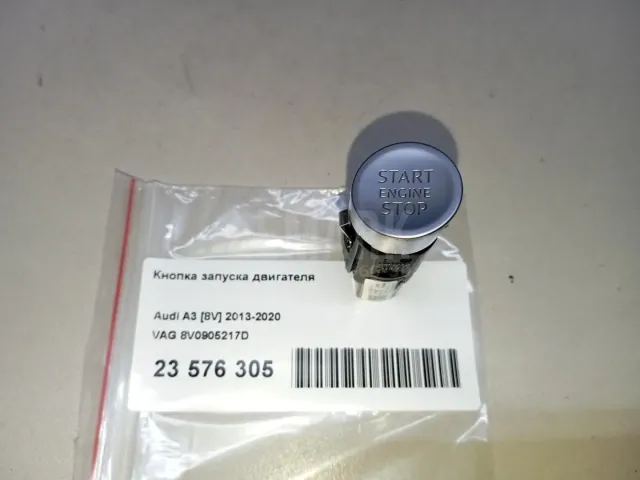 START
ENGINE
STOP
Кнопка запуска двигателя
Audi A3 [8V] 2013-2020
VAG 8V0905217D
23 576 305